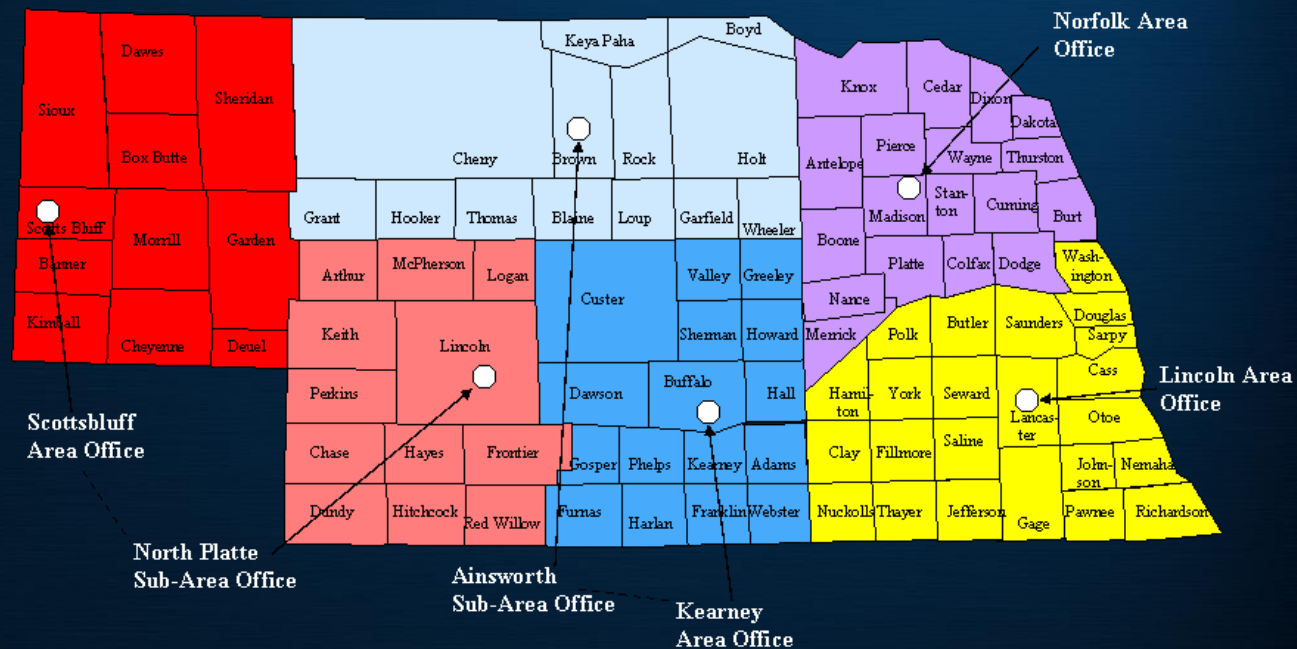 Norfolk Area
Office
Boyd
Keya Paha
Dawes
Knox
Cedar
Dixon
Sheridan
Sioux
Dakota
Pierce
Box Butte
Cherry
Brown
Rock
Holt
Antelope
Wayne
Thurston
Stan-
ton
Cuming
Grant
Hooker
Thomas
Blaine
Loup
Garfield
Wheeler
Madison
Burt
Scotts Bluff
Morrill
Garden
Boone
Banner
Arthur
McPherson
Logan
Valley
Greeley
Platte
Colfax
Dodge
Wash-
ington
Custer
Nance
Kimball
Cheyenne
Deuel
Keith
Lincoln
Sherman
Howard
Merrick
Polk
Butler
Saunders
Douglas
Sarpy
Cass
Perkins
Dawson
Buffalo
Hall
Hamil-
ton
York
Seward
Lancas-
ter
Otoe
Lincoln Area
Office
Scottsbluff
Area Office
Chase
Hayes
Frontier
Gosper
Phelps
Kearney
Adams
Clay
Fillmore
Saline
John-
son
Nemaha
Dundy
Hitchcock
Red Willow
Furnas
Harlan
Franklin
Webster
Nuckolls
Thayer
Jefferson
Gage
Pawnee
Richardson
North Platte
Sub-Area Office
Ainsworth
Sub-Area Office
Kearney
Area Office